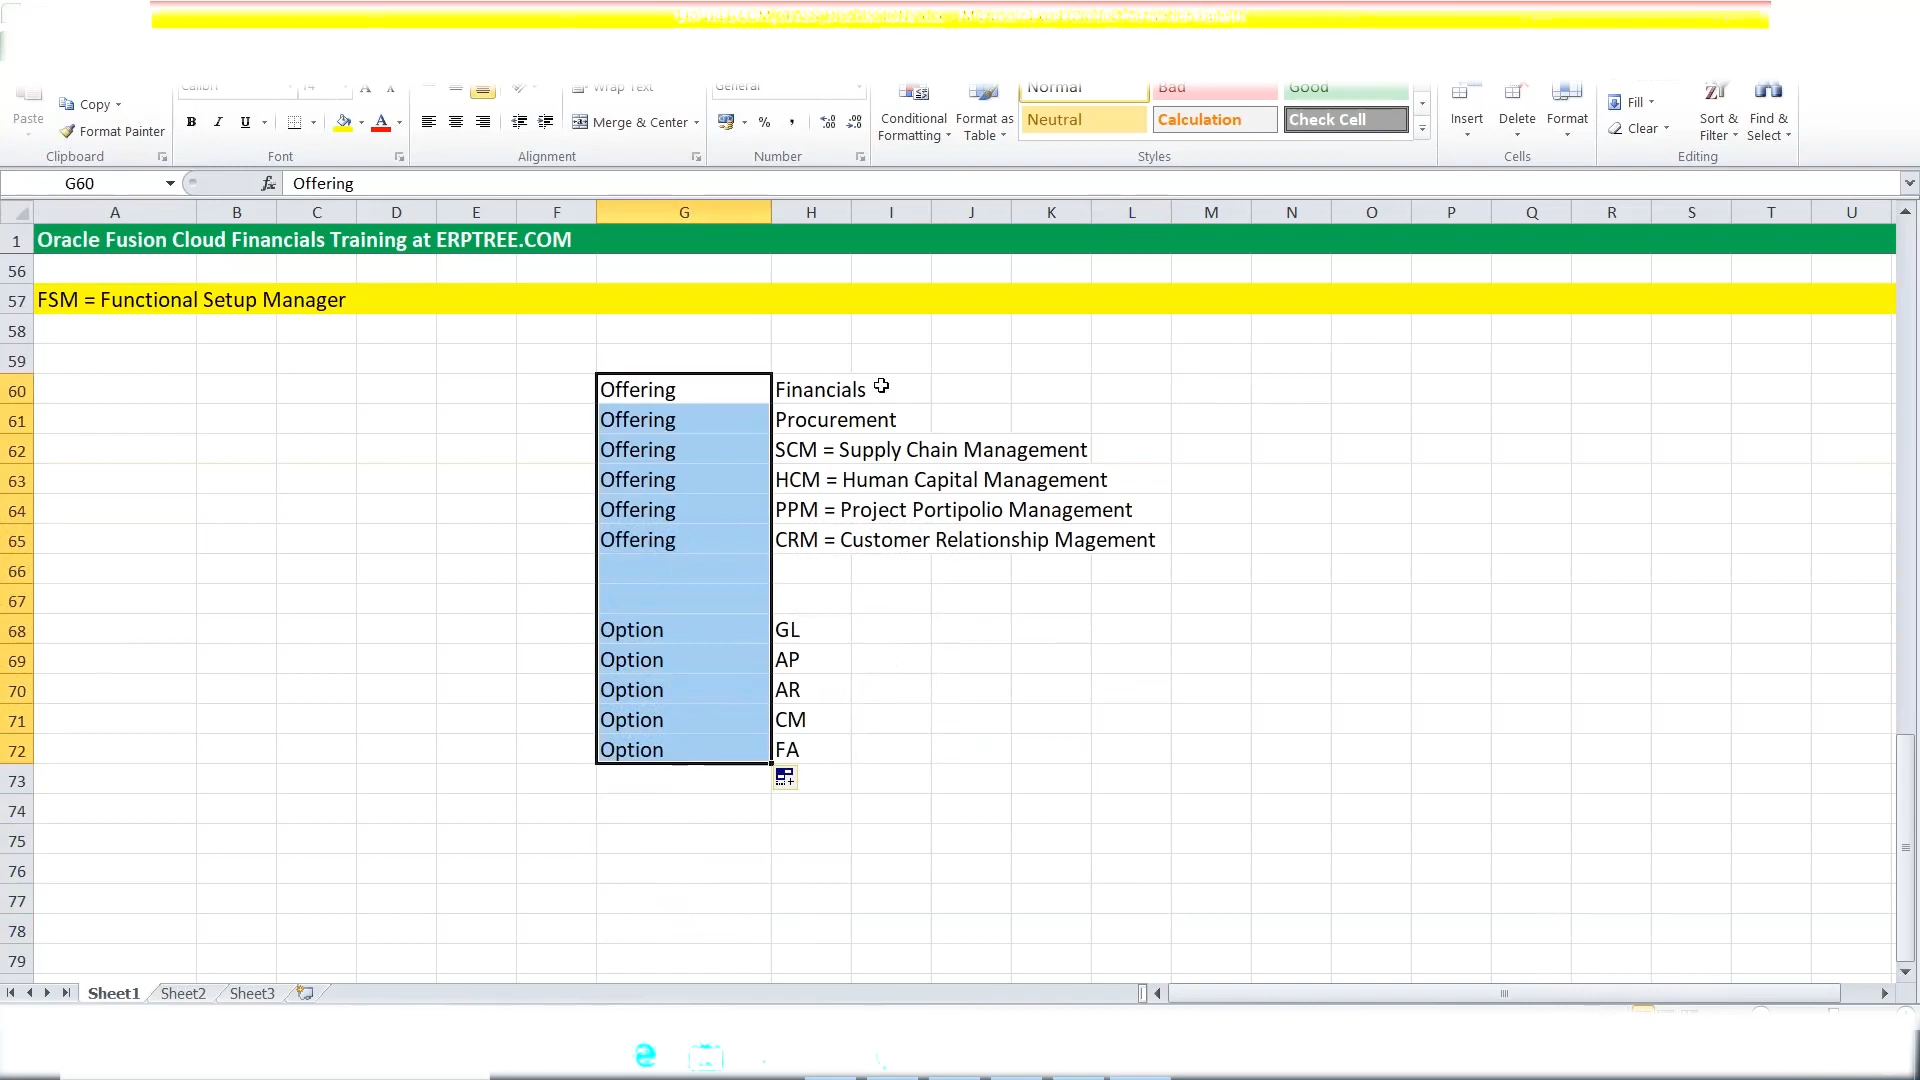 Calibri 14 Wrap Text General Normal Bad Good
Paste Copy Format Painter B I U Merge & Center % , Conditional Formatting Format as Table Neutral Calculation Check Cell Insert Delete Format Fill Clear Sort & Filter Find & Select
Clipboard Font Alignment Number Styles Cells Editing
G60 fx Offering
A B C D E F G H I J K L M N O P Q R S T U
1 Oracle Fusion Cloud Financials Training at ERPTREE.COM
56
57 FSM = Functional Setup Manager
58
59
60 Offering Financials
61 Offering Procurement
62 Offering SCM = Supply Chain Management
63 Offering HCM = Human Capital Management
64 Offering PPM = Project Portipolio Management
65 Offering CRM = Customer Relationship Magement
66
67
68 Option GL
69 Option AP
70 Option AR
71 Option CM
72 Option FA
73
74
75
76
77
78
79
Sheet1 Sheet2 Sheet3